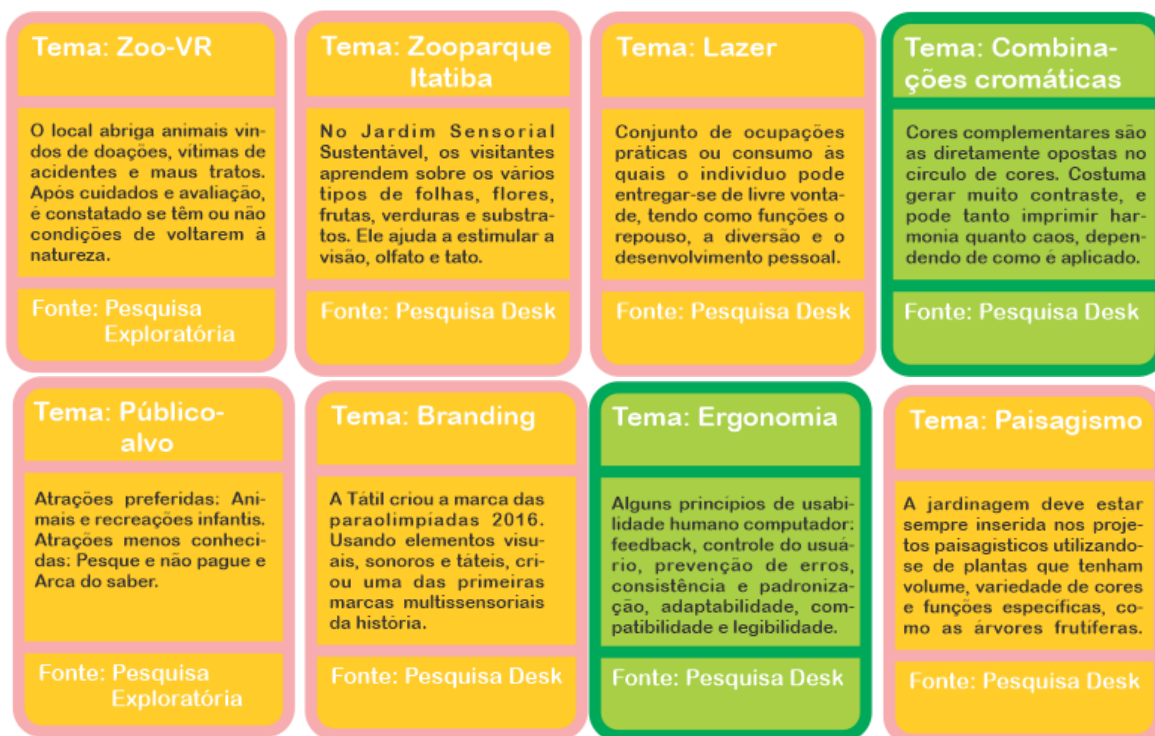 Tema: Zoo-VR
O local abriga animais vin-
dos de doações, vítimas de
acidentes e maus tratos.
Após cuidados e avaliação,
é constatado se têm ou não
condições de voltarem à
natureza.
Fonte: Pesquisa
Exploratória
Tema: Zooparque
Itatiba
No Jardim Sensorial
Sustentável, os visitantes
aprendem sobre os vários
tipos de folhas, flores,
frutas, verduras e substra-
tos. Ele ajuda a estimular a
visão, olfato e tato.
Fonte: Pesquisa Desk
Tema: Lazer
Conjunto de ocupações
práticas ou consumo às
quais o indivíduo pode
entregar-se de livre vonta-
de, tendo como funções o
repouso, a diversão e o
desenvolvimento pessoal.
Fonte: Pesquisa Desk
Tema: Combina-
ções cromáticas
Cores complementares são
as diretamente opostas no
círculo de cores. Costuma
gerar muito contraste, e
pode tanto imprimir har-
monia quanto caos, depen-
dendo de como é aplicado.
Fonte: Pesquisa Desk
Tema: Público-
alvo
Atrações preferidas: Ani-
mais e recreações infantis.
Atrações menos conheci-
das: Pesque e não pague e
Arca do saber.
Fonte: Pesquisa
Exploratória
Tema: Branding
A Tátil criou a marca das
paraolimpíadas 2016.
Usando elementos visu-
ais, sonoros e táteis, cri-
ou uma das primeiras
marcas multissensoriais
da história.
Fonte: Pesquisa Desk
Tema: Ergonomia
Alguns princípios de usa-
bilidade humano computador:
feedback, controle do usuá-
rio, prevenção de erros,
consistência e padroniza-
ção, adaptabilidade, com-
patibilidade e legibilidade.
Fonte: Pesquisa Desk
Tema: Paisagismo
A jardinagem deve estar
sempre inserida nos proje-
tos paisagísticos utilizando-
se de plantas que tenham
volume, variedade de cores
e funções específicas, co-
mo as árvores frutíferas.
Fonte: Pesquisa Desk